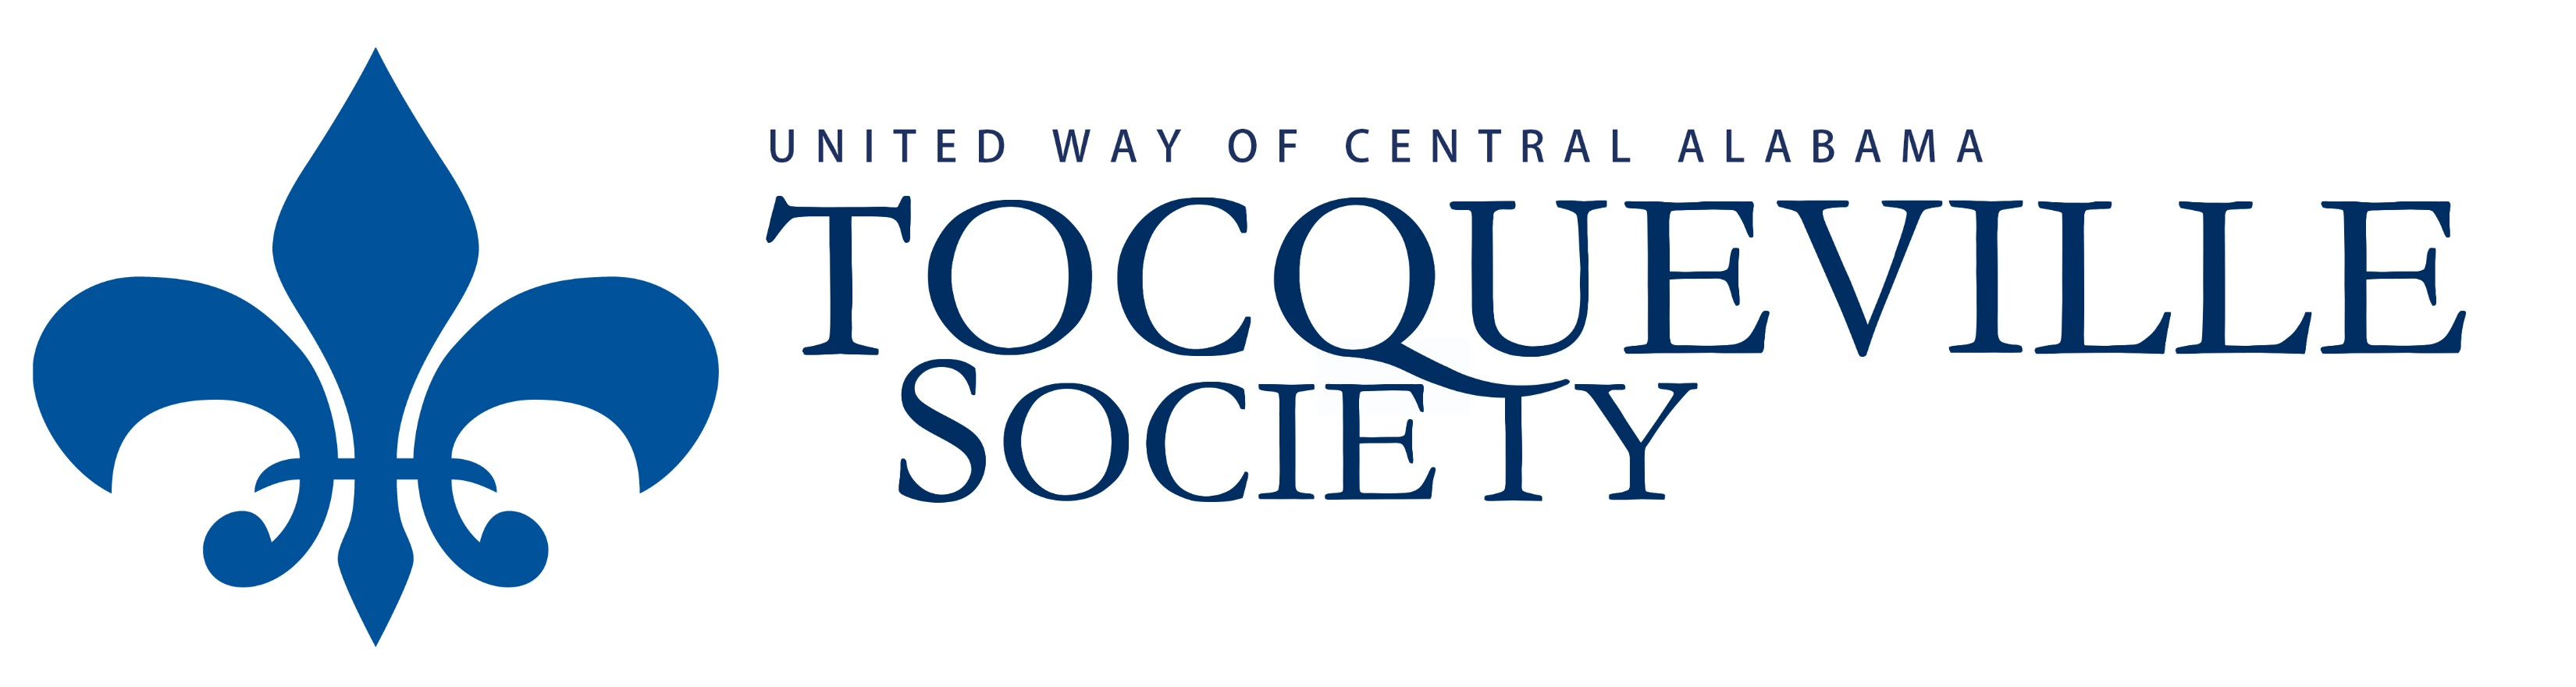 UNITED WAY OF CENTRAL ALABAMA
TOCQUEVILLE
SOCIETY